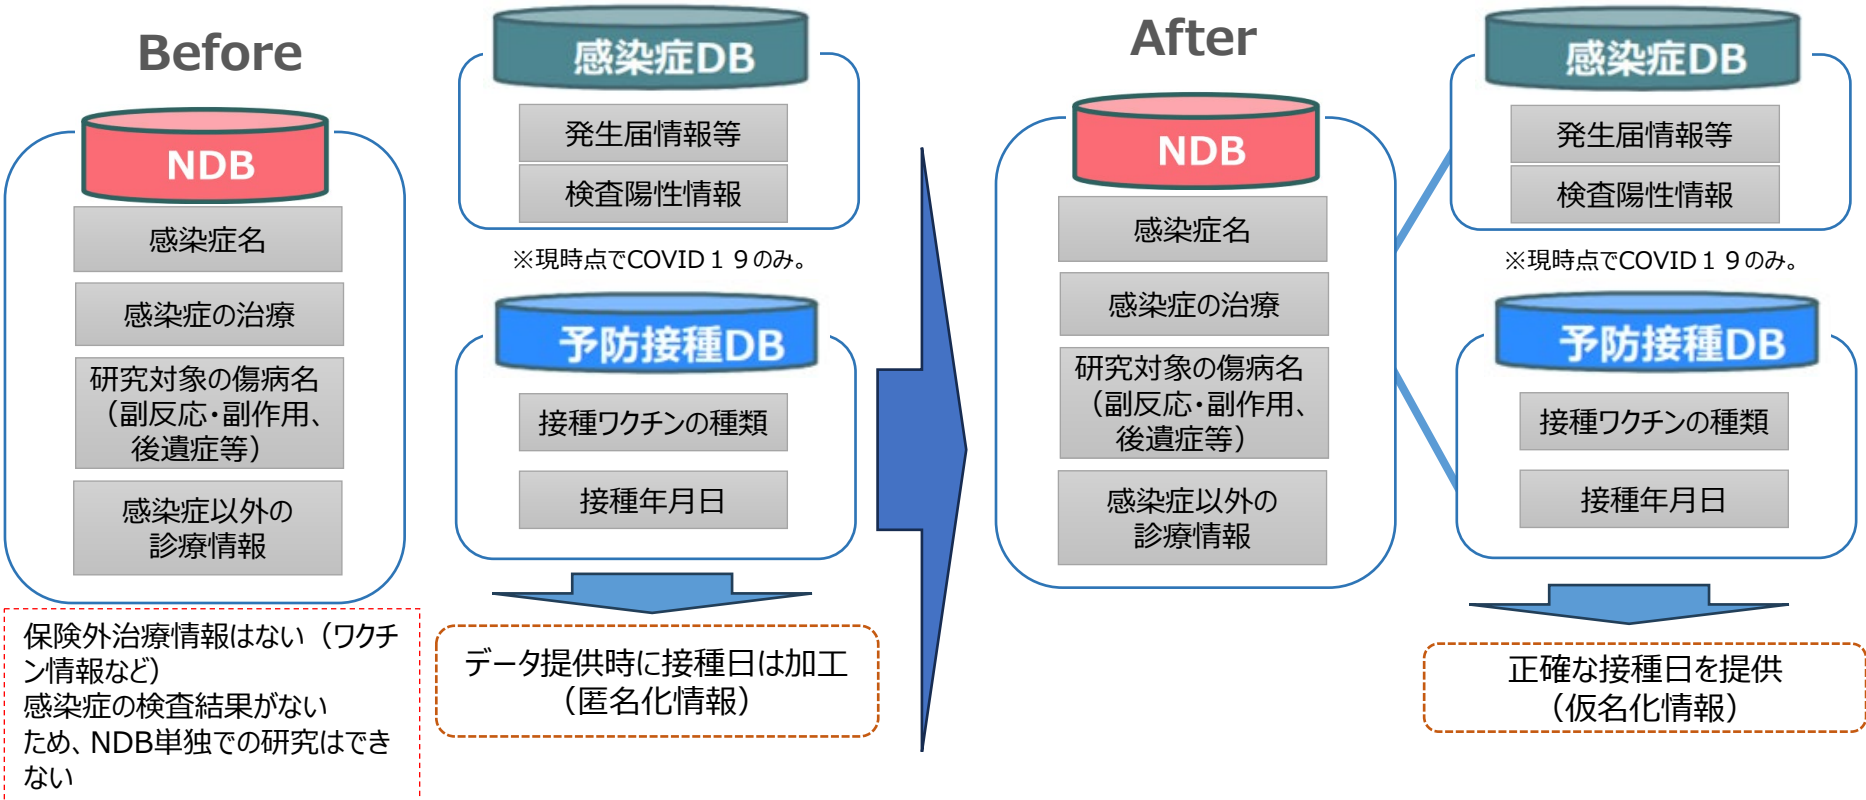 Before
NDB
感染症名
感染症の治療
研究対象の傷病名
（副反応・副作用、
後遺症等）
感染症以外の
診療情報
保険外治療情報はない（ワクチ
ン情報など）
感染症の検査結果がない
ため、NDB単独での研究はでき
ない
感染症DB
発生届情報等
検査陽性情報
※現時点でCOVID１９のみ。
予防接種DB
接種ワクチンの種類
接種年月日
データ提供時に接種日は加工
（匿名化情報）
After
NDB
感染症名
感染症の治療
研究対象の傷病名
（副反応・副作用、
後遺症等）
感染症以外の
診療情報
感染症DB
発生届情報等
検査陽性情報
※現時点でCOVID１９のみ。
予防接種DB
接種ワクチンの種類
接種年月日
正確な接種日を提供
（仮名化情報）